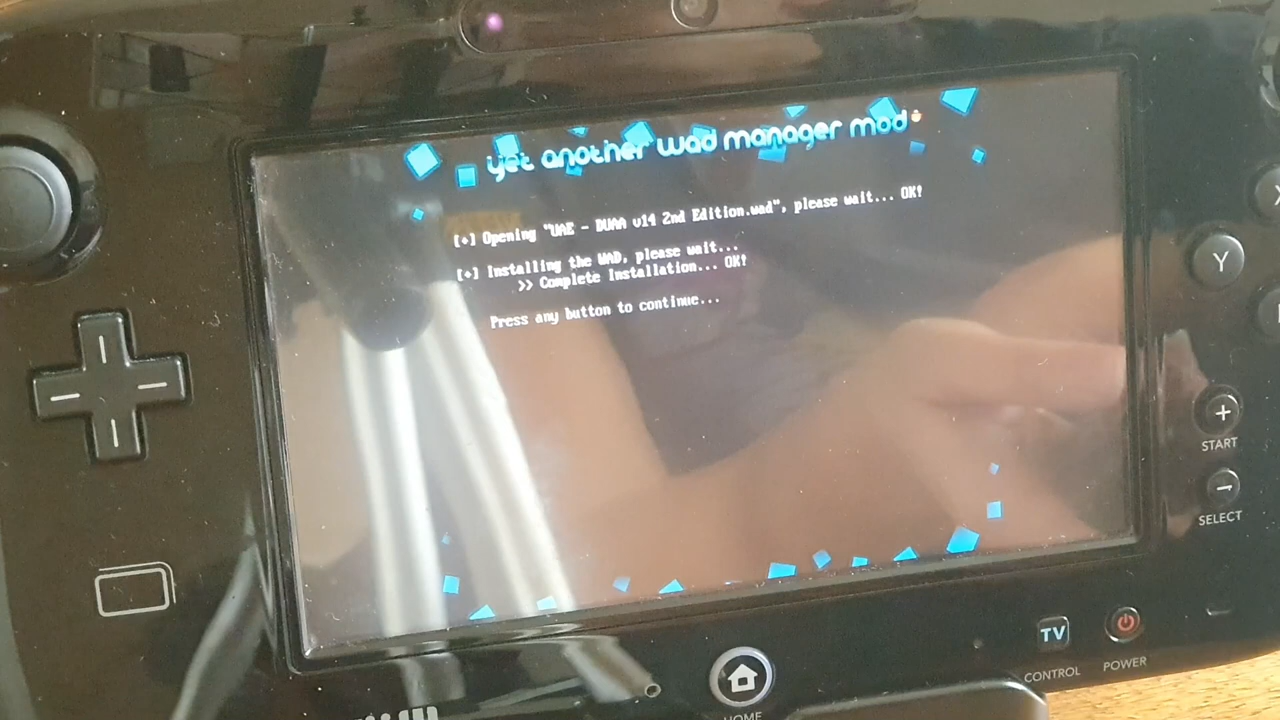 yet another wad manager mod
[+] Opening "UAE - DUAA v14 2nd Edition.wad", please wait... OK!
[+] Installing the WAD, please wait...
>> Complete Installation... OK!
Press any button to continue...
Y
+
START
-
SELECT
TV
CONTROL
POWER
HOME